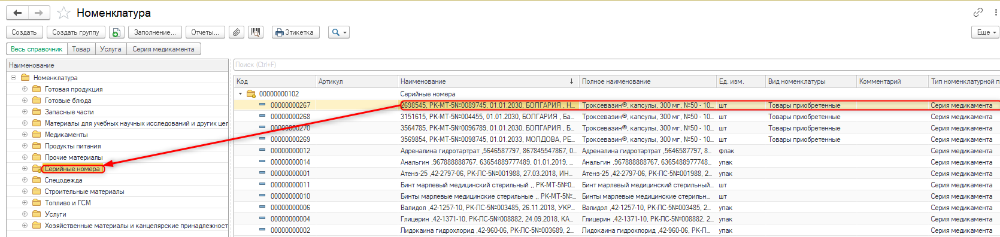 Номенклатура
Создать Создать группу Заполнение... Отчеты... Этикетка Еще
Весь справочник Товар Услуга Серия медикамента
Наименование
Номенклатура
Готовая продукция
Готовые блюда
Запасные части
Материалы для учебных научных исследований и других цел
Медикаменты
Продукты питания
Прочие материалы
Серийные номера
Спецодежда
Строительные материалы
Топливо и ГСМ
Услуги
Хозяйственные материалы и канцелярские принадлежност
Поиск (Ctrl+F)
Код Артикул Наименование ↓ Полное наименование Ед. изм. Вид номенклатуры Комментарий Тип номенклатурной п
00000000102 Серийные номера
00000000267 2698545, РК-МТ-5№0089745, 01.01.2030, БОЛГАРИЯ , Н... Троксевазин®, капсулы, 300 мг, №50 - 10... шт Товары приобретенные Серия медикамента
00000000268 3151615, РК-МТ-5№004455, 01.01.2030, БОЛГАРИЯ , Ба... Троксевазин®, капсулы, 300 мг, №50 - 10... шт Товары приобретенные Серия медикамента
00000000270 3564785, РК-МТ-5№0096789, 01.01.2030, БОЛГАРИЯ , Б... Троксевазин®, капсулы, 300 мг, №50 - 10... шт Товары приобретенные Серия медикамента
00000000269 3569854, РК-МТ-5№0098745, 01.01.2033, МОЛДОВА, РЕ... Троксевазин®, капсулы, 300 мг, №50 - 10... шт Товары приобретенные Серия медикамента
00000000012 Адреналина гидротартрат ,5646587797, 867845547867, 0... Адреналина гидротартрат ,5646587797, 8... флак Серия медикамента
00000000014 Анальгин ,967888888767, 63654889777489, 01.01.2019, ... Анальгин ,967888888767, 6365488977748... упак Серия медикамента
00000000001 Атенз-25 ,42-2797-06, РК-ЛС-5№001988, 27.03.2018, ИН... Атенз-25 ,42-2797-06, РК-ЛС-5№001988, 2... упак Серия медикамента
00000000011 Бинт марлевый медицинский стерильный ,, РК-МТ-5№0... Бинт марлевый медицинский стерильный... шт Серия медикамента
00000000010 Бинты марлевые медицинские стерильные ,, РК-МТ-5№... Бинты марлевые медицинские стерильн... шт Серия медикамента
00000000006 Валидол ,42-1257-10, РК-ЛС-5№003485, 26.11.2018, УКР... Валидол ,42-1257-10, РК-ЛС-5№003485, 2... упак Серия медикамента
00000000004 Глицерин ,42-1371-10, РК-ЛС-5№008882, 24.09.2018, КА... Глицерин ,42-1371-10, РК-ЛС-5№008882, 2... упак Серия медикамента
00000000002 Лидокаина гидрохлорид ,42-960-06, РК-ЛС-5№003689, 2... Лидокаина гидрохлорид ,42-960-06, РК-Л... упак Серия медикамента